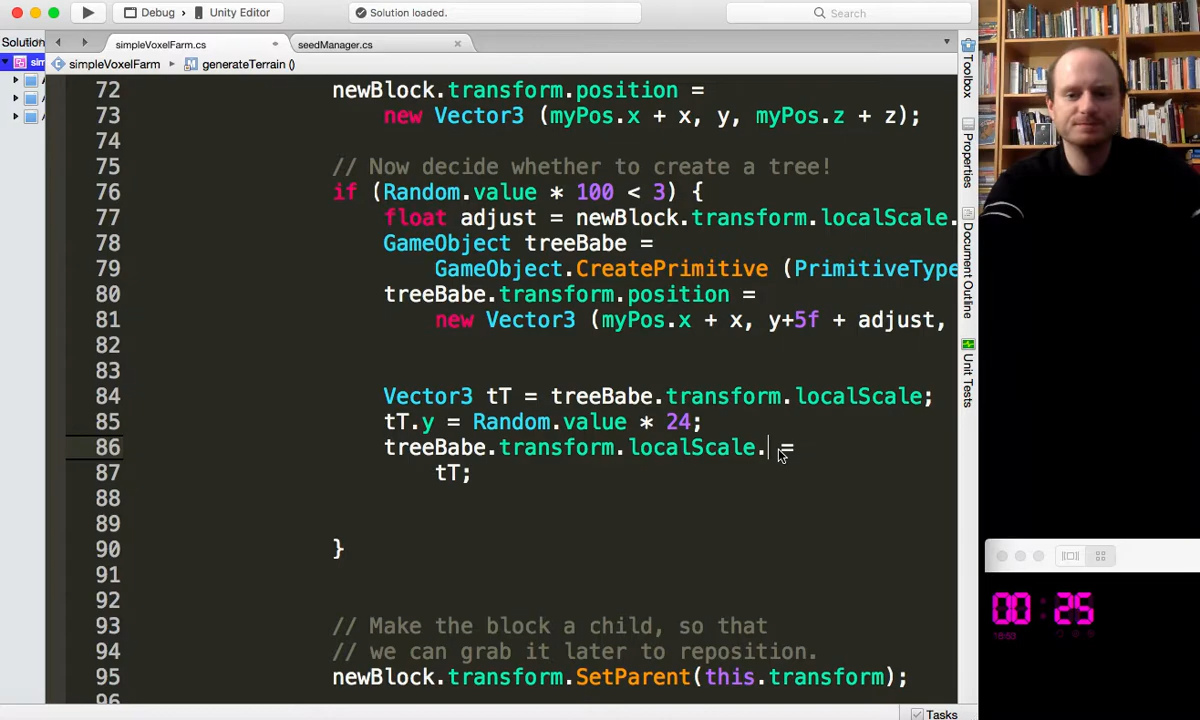 Debug › Unity Editor
Solution loaded.
Search
Solution
simpleVoxelFarm.cs
seedManager.cs
sim
simpleVoxelFarm
generateTerrain ()
72 newBlock.transform.position =
73 new Vector3 (myPos.x + x, y, myPos.z + z);
74
75 // Now decide whether to create a tree!
76 if (Random.value * 100 < 3) {
77 float adjust = newBlock.transform.localScale.
78 GameObject treeBabe =
79 GameObject.CreatePrimitive (PrimitiveType
80 treeBabe.transform.position =
81 new Vector3 (myPos.x + x, y+5f + adjust,
82
83
84 Vector3 tT = treeBabe.transform.localScale;
85 tT.y = Random.value * 24;
86 treeBabe.transform.localScale. =
87 tT;
88
89
90 }
91
92
93 // Make the block a child, so that
94 // we can grab it later to reposition.
95 newBlock.transform.SetParent(this.transform);
96
Toolbox
Properties
Document Outline
Unit Tests
Tasks
00:25